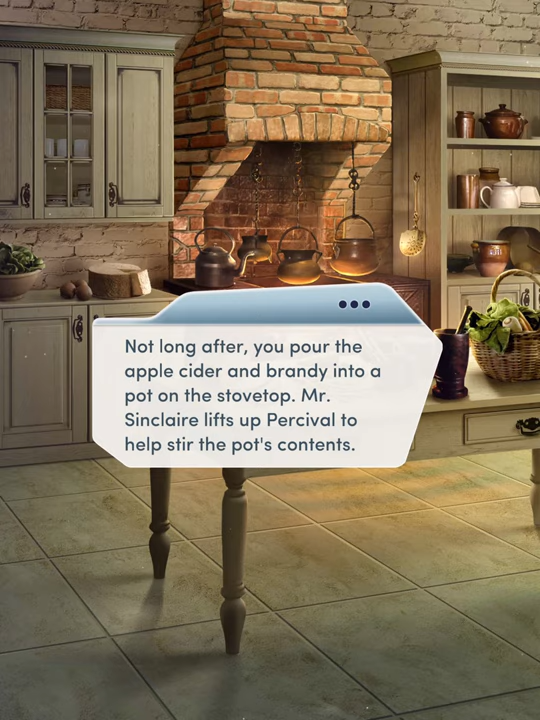 Not long after, you pour the
apple cider and brandy into a
pot on the stovetop. Mr.
Sinclaire lifts up Percival to
help stir the pot's contents.